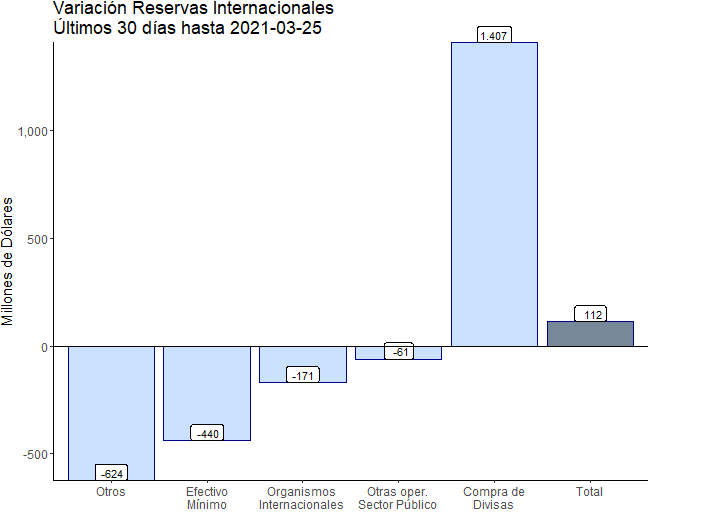 Variación Reservas Internacionales
Últimos 30 días hasta 2021-03-25
Millones de Dólares
1,000
500
0
-500
-624
-440
-171
-61
1.407
112
Otros
Efectivo
Mínimo
Organismos
Internacionales
Otras oper.
Sector Público
Compra de
Divisas
Total